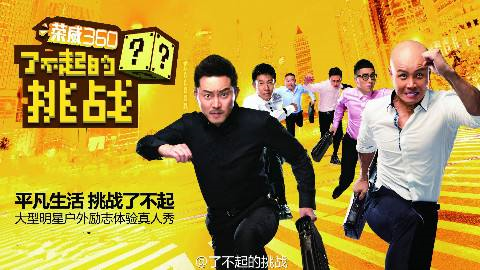 荣威360
? ?
了不起的
挑战
平凡生活 挑战了不起
大型明星户外励志体验真人秀
@了不起的挑战